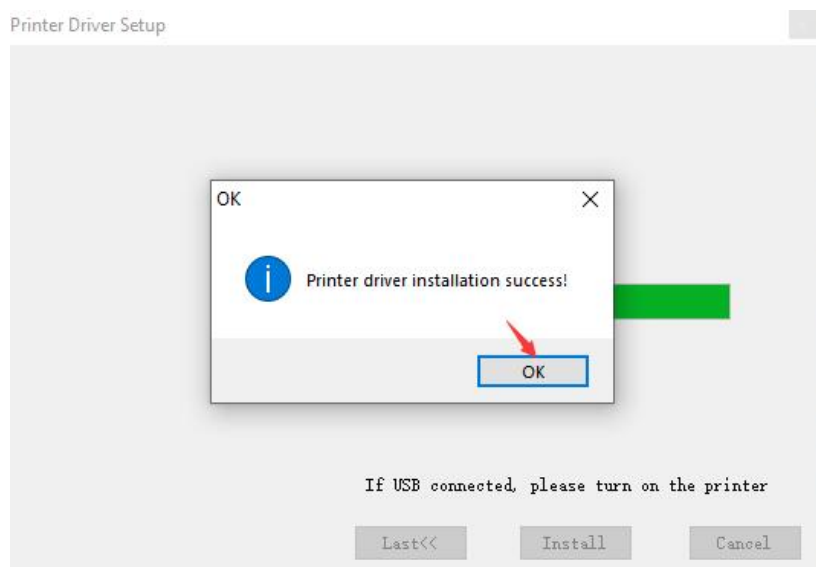 Printer Driver Setup
OK
Printer driver installation success!
OK
If USB connected, please turn on the printer
Last<<
Install
Cancel